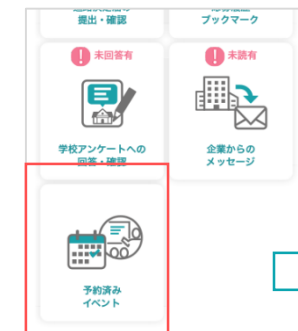 提出・確認
ブックマーク
! 未回答有
! 未読有
学校アンケートへの
回答・確認
企業からの
メッセージ
予約済み
イベント